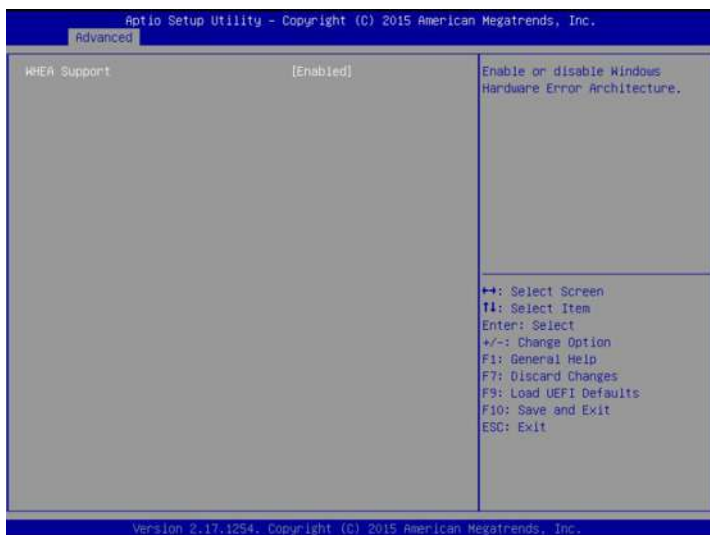 Aptio Setup Utility – Copyright (C) 2015 American Megatrends, Inc.
Advanced
WHEA Support [Enabled]
Enable or disable Windows
Hardware Error Architecture.
↔: Select Screen
↑↓: Select Item
Enter: Select
+/-: Change Option
F1: General Help
F7: Discard Changes
F9: Load UEFI Defaults
F10: Save and Exit
ESC: Exit
Version 2.17.1254. Copyright (C) 2015 American Megatrends, Inc.